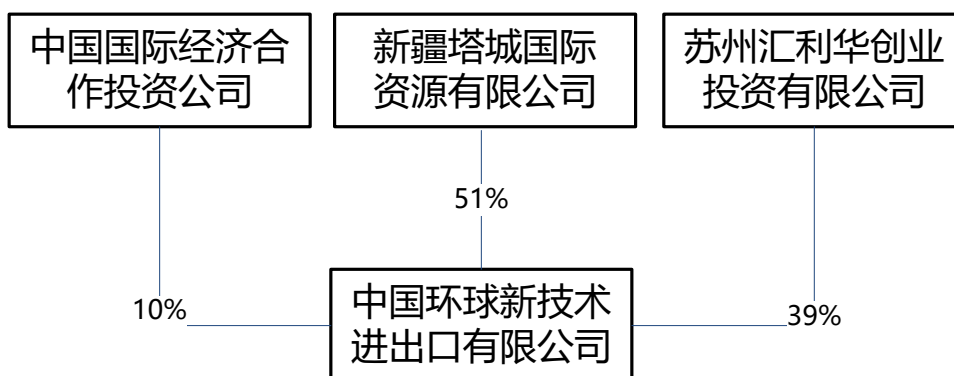 中国国际经济合
作投资公司
新疆塔城国际
资源有限公司
苏州汇利华创业
投资有限公司
51%
10%
39%
中国环球新技术
进出口有限公司